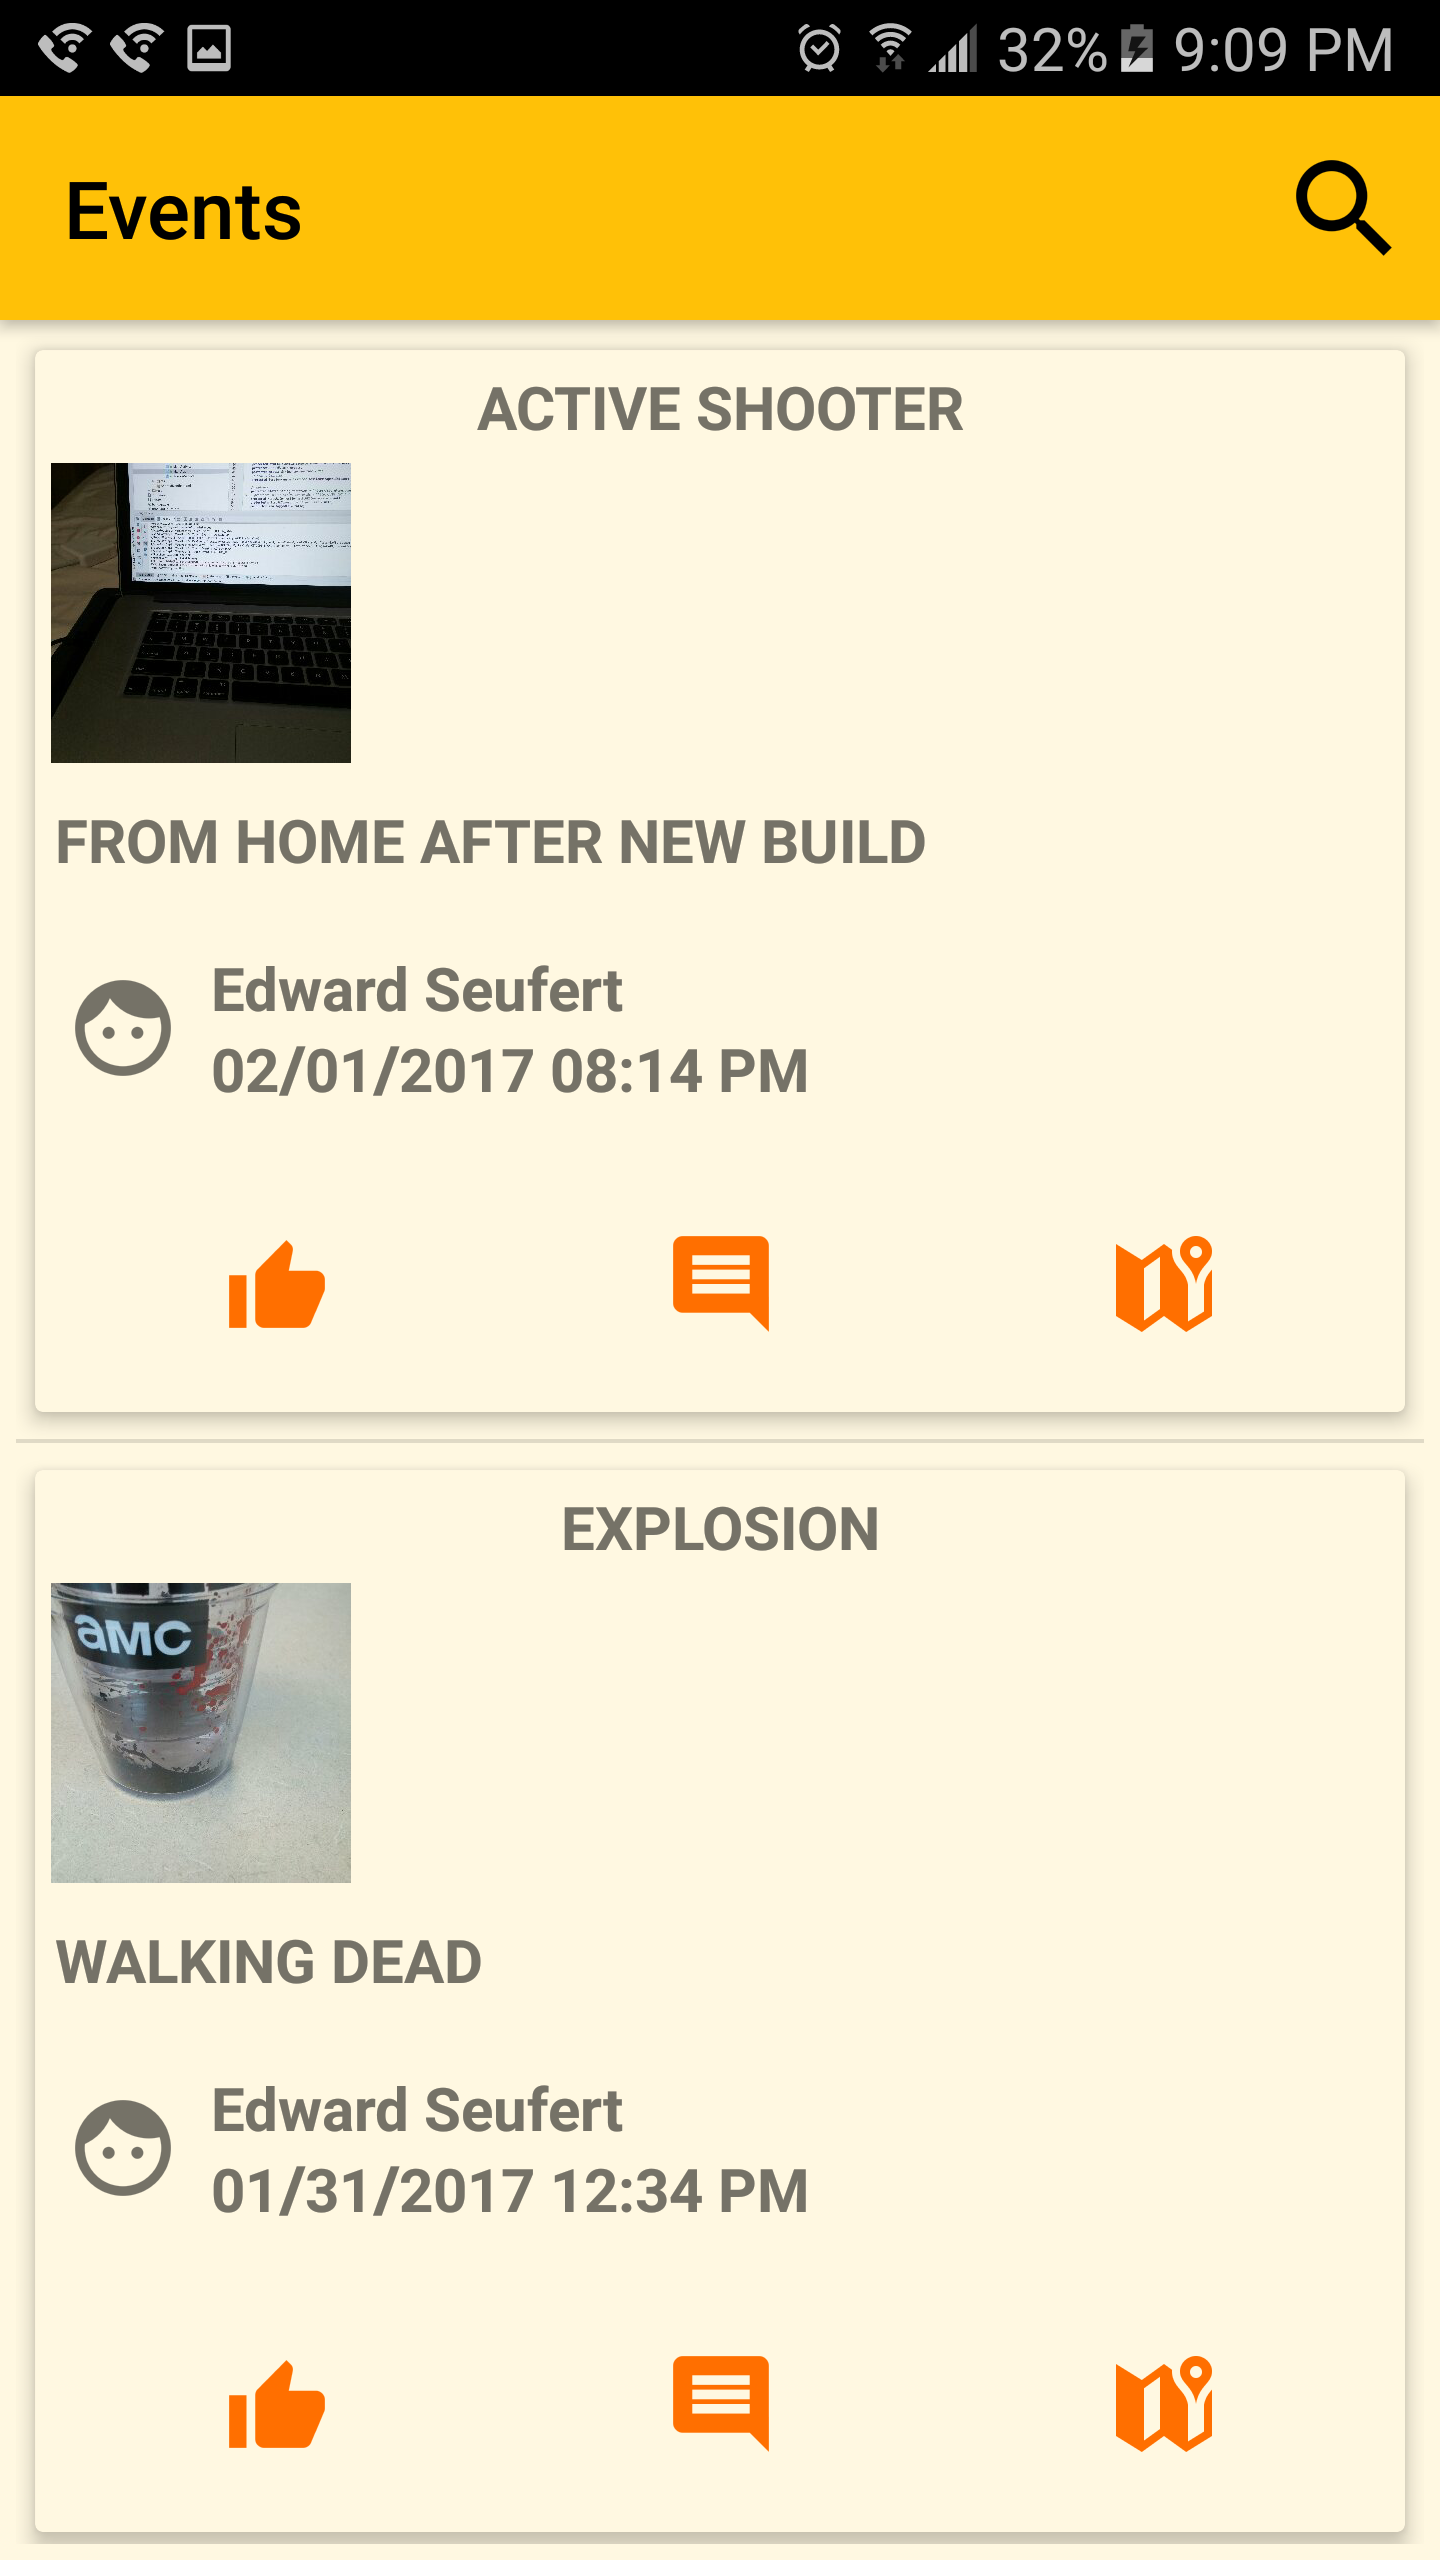 32% 9:09 PM
Events
ACTIVE SHOOTER
FROM HOME AFTER NEW BUILD
Edward Seufert
02/01/2017 08:14 PM
EXPLOSION
aMC
WALKING DEAD
Edward Seufert
01/31/2017 12:34 PM